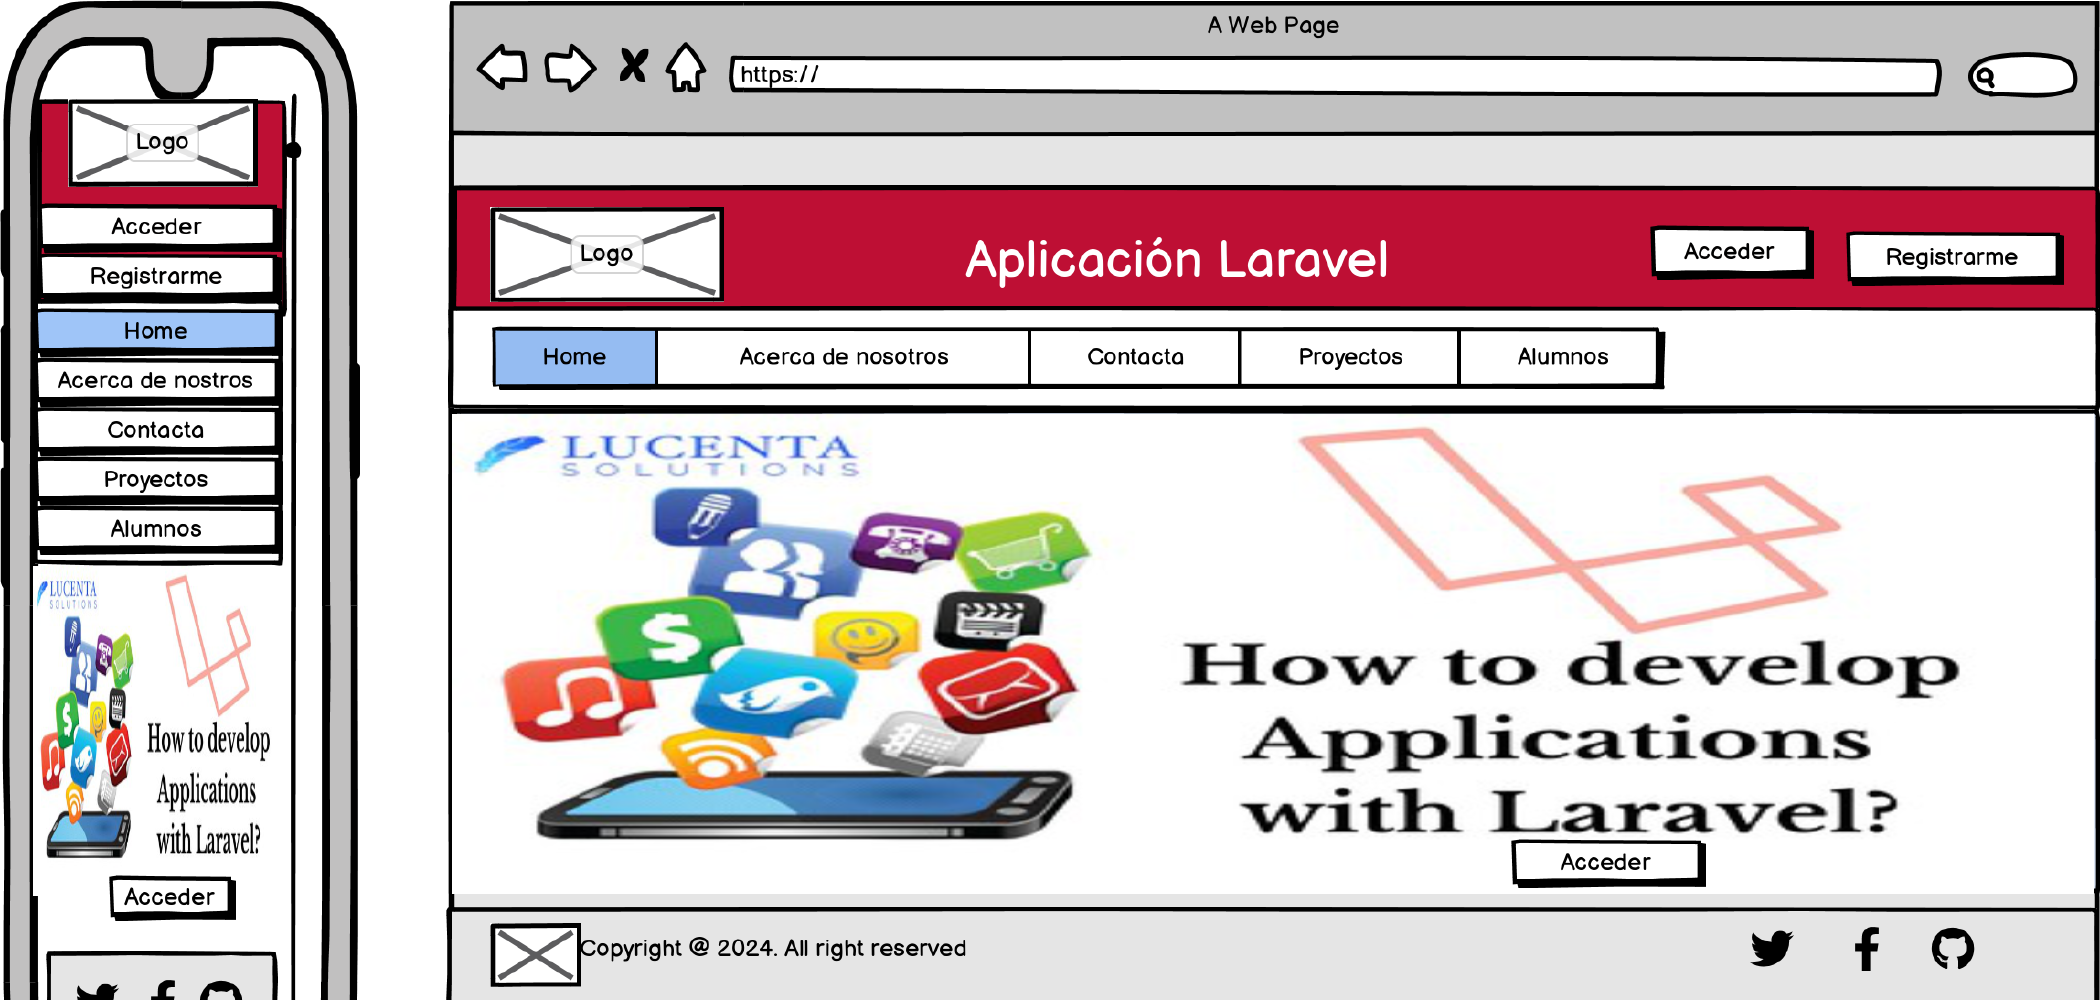 Logo
Acceder
Registrarme
Home
Acerca de nostros
Contacta
Proyectos
Alumnos
LUCENTA
SOLUTIONS
How to develop
Applications
with Laravel?
Acceder
A Web Page
https://
Logo
Aplicación Laravel
Acceder
Registrarme
Home
Acerca de nosotros
Contacta
Proyectos
Alumnos
LUCENTA
SOLUTIONS
How to develop
Applications
with Laravel?
Acceder
Copyright @ 2024. All right reserved